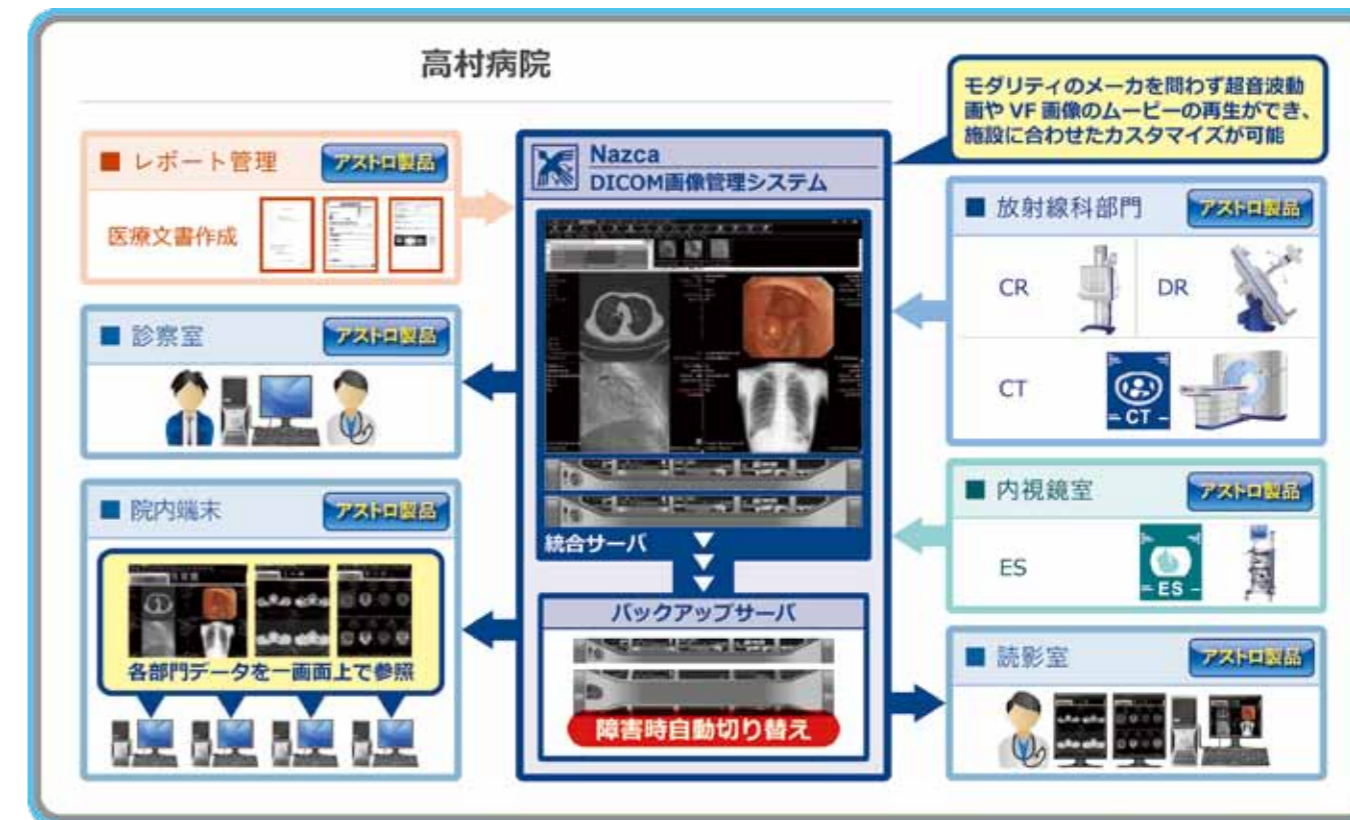 高村病院
モダリティのメーカを問わず超音波動
画や VF 画像のムービーの再生ができ、
施設に合わせたカスタマイズが可能
■ レポート管理
アストロ製品
医療文書作成
Nazca
DICOM画像管理システム
■ 放射線科部門
アストロ製品
CR
DR
CT
- CT -
■ 診察室
アストロ製品
■ 内視鏡室
アストロ製品
ES
- ES -
■ 院内端末
アストロ製品
各部門データを一画面上で参照
統合サーバ
バックアップサーバ
障害時自動切り替え
■ 読影室
アストロ製品